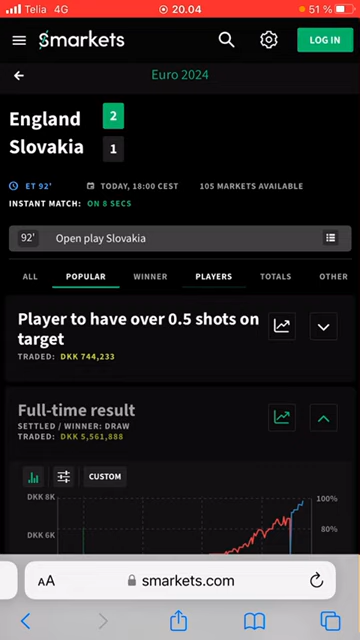 Telia 4G 20.04 51 %
smarkets LOG IN
Euro 2024
England 2
Slovakia 1
ET 92' TODAY, 18:00 CEST 105 MARKETS AVAILABLE
INSTANT MATCH: ON 8 SECS
92' Open play Slovakia
ALL POPULAR WINNER PLAYERS TOTALS OTHER
Player to have over 0.5 shots on
target
TRADED: DKK 744,233
Full-time result
SETTLED / WINNER: DRAW
TRADED: DKK 5,561,888
CUSTOM
DKK 8K 100%
80%
DKK 6K
AA smarkets.com